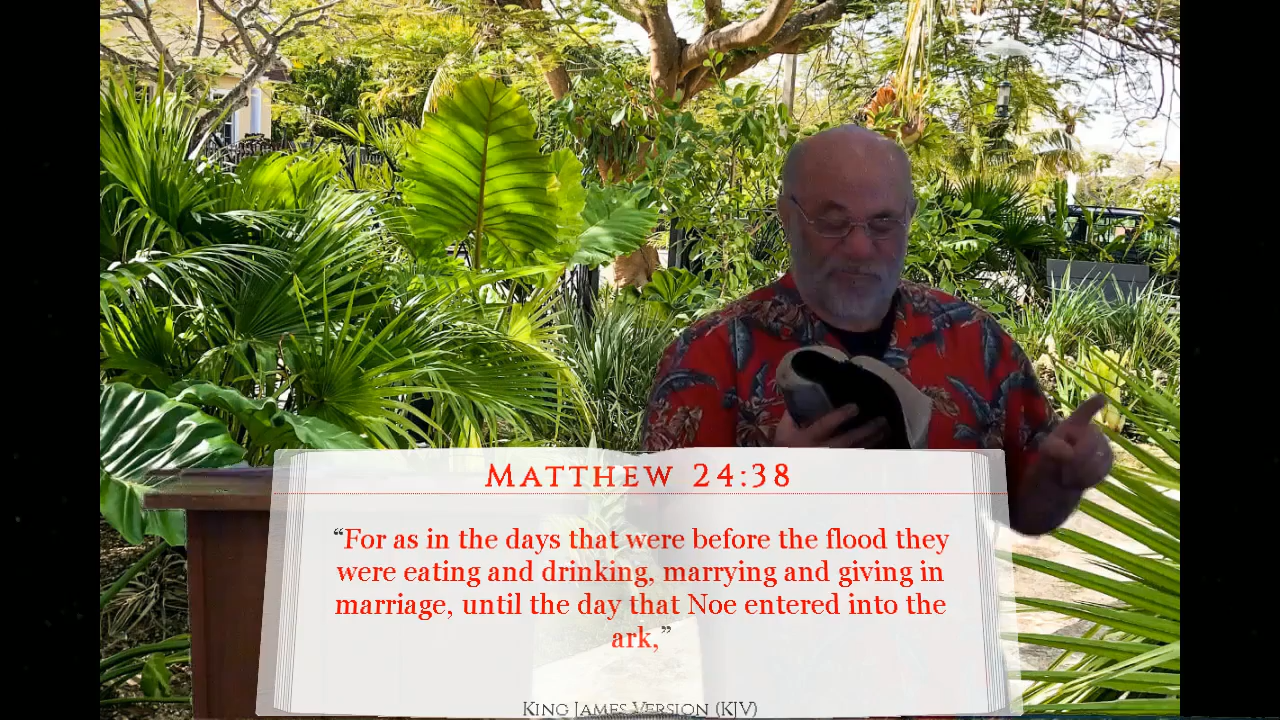 Matthew 24:38
“For as in the days that were before the flood they
were eating and drinking, marrying and giving in
marriage, until the day that Noe entered into the
ark,”
King James Version (KJV)